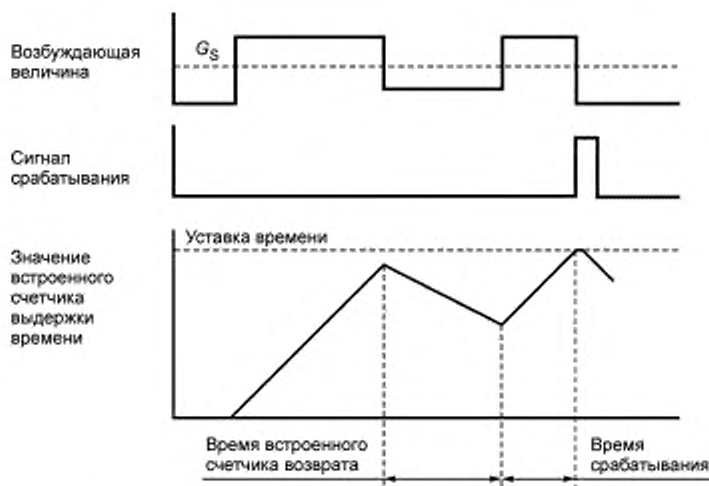 Возбуждающая
величина
G_S
Сигнал
срабатывания
Уставка времени
Значение
встроенного
счетчика
выдержки
времени
Время встроенного
счетчика возврата
Время
срабатывания